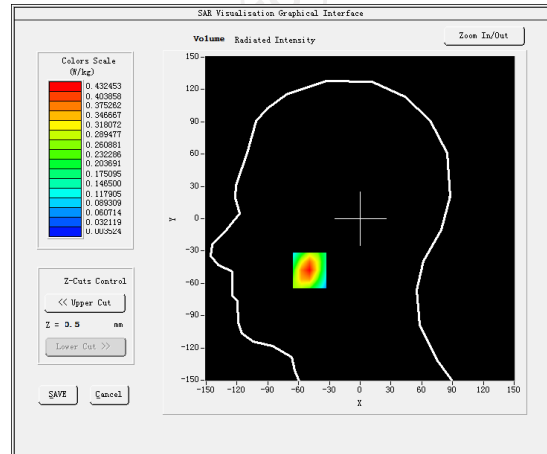 SAR Visualisation Graphical Interface
Volume Radiated Intensity
Zoom In/Out
Colors Scale
(W/kg)
0.432453
0.403858
0.375262
0.346667
0.318072
0.289477
0.260881
0.232286
0.203691
0.175095
0.146500
0.117905
0.089309
0.060714
0.032119
0.003524
Z-Cuts Control
<< Upper Cut
Z = 0.5 mm
Lower Cut >>
SAVE Cancel
150
120
90
60
30
0
-30
-60
-90
-120
-150
Y
-150 -120 -90 -60 -30 0 30 60 90 120 150
X